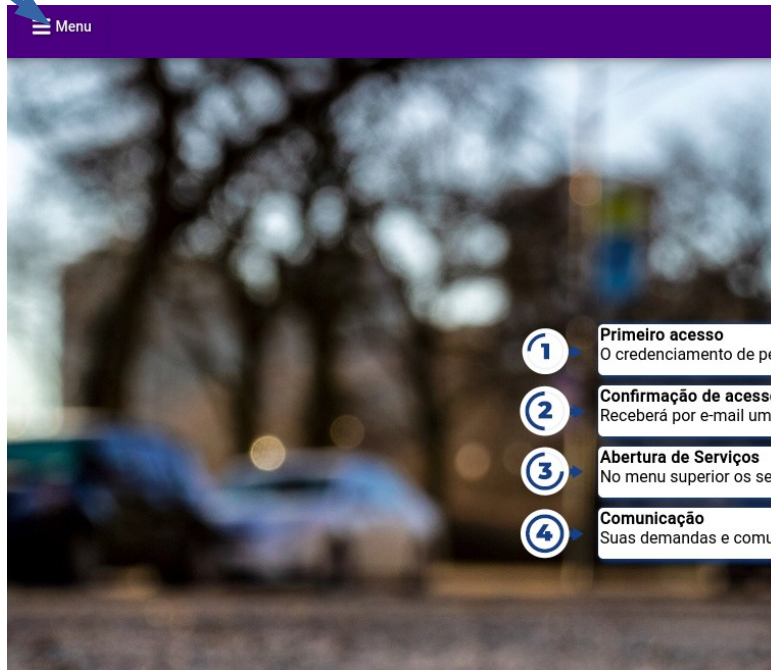 Menu
1
Primeiro acesso
O credenciamento de pe
2
Confirmação de acesso
Receberá por e-mail um
3
Abertura de Serviços
No menu superior os se
4
Comunicação
Suas demandas e comu